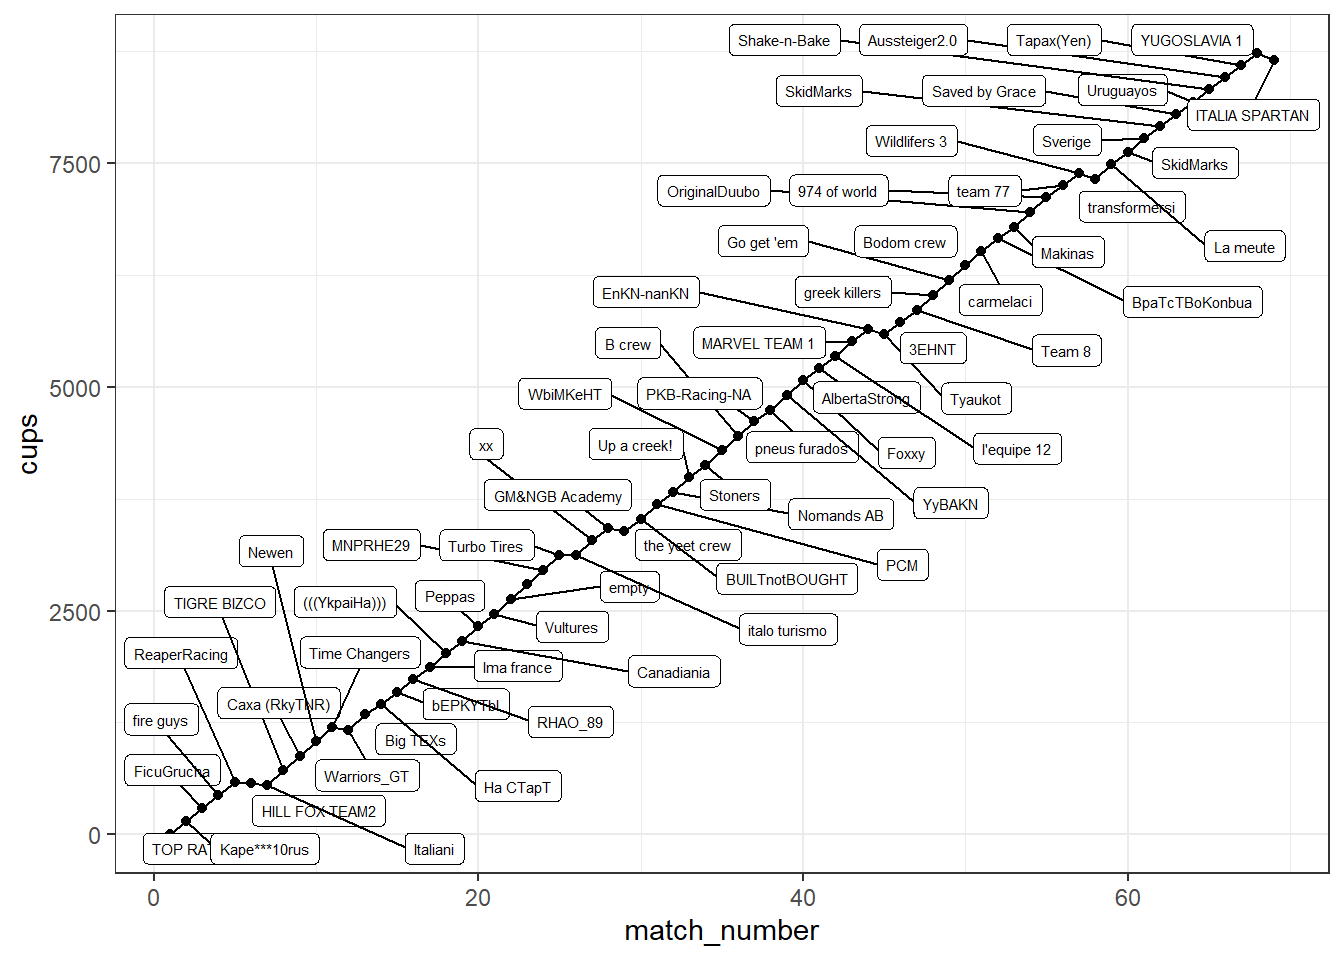 Shake-n-Bake
Aussteiger2.0
Tapax(Yen)
YUGOSLAVIA 1
SkidMarks
Saved by Grace
Uruguayos
ITALIA SPARTAN
Wildlifers 3
Sverige
SkidMarks
7500
OriginalDuubo
974 of world
team 77
transformersi
Go get 'em
Bodom crew
Makinas
La meute
EnKN-nanKN
greek killers
carmelaci
BpaTcTBoKonbua
B crew
MARVEL TEAM 1
3EHNT
Team 8
5000
WbiMKeHT
PKB-Racing-NA
AlbertaStrong
Tyaukot
cups
xx
Up a creek!
pneus furados
Foxxy
l'equipe 12
GM&NGB Academy
Stoners
Nomands AB
YyBAKN
Newen
MNPRHE29
Turbo Tires
the yeet crew
PCM
BUILTnotBOUGHT
2500
TIGRE BIZCO
(((YkpaiHa)))
Peppas
empty
Vultures
italo turismo
ReaperRacing
Time Changers
Ima france
Canadiania
fire guys
Caxa (RkyTNR)
bEPKYTbI
RHAO_89
FicuGrucha
Big TEXs
Warriors_GT
Ha CTapT
HILL FOX TEAM2
0
TOP RA
Kape***10rus
Italiani
0
20
40
60
match_number